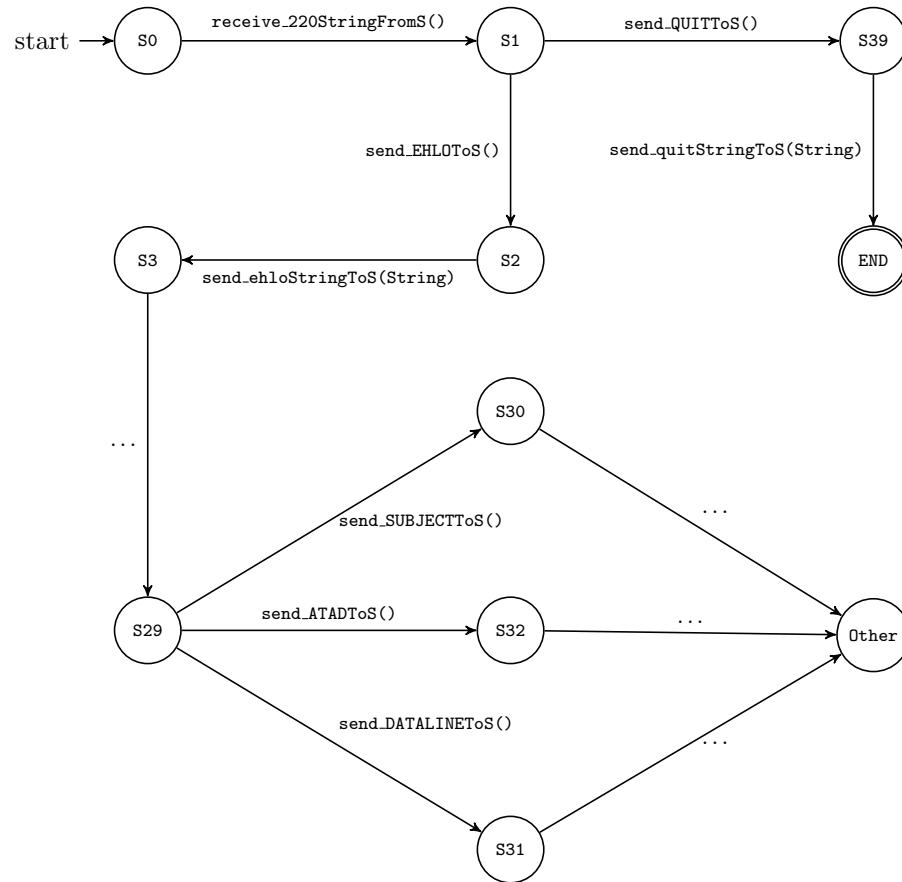 start
S0
receive_220StringFromS()
S1
send_QUITToS()
S39
send_EHLOToS()
send_quitStringToS(String)
S3
send_ehloStringToS(String)
S2
END
S30
...
...
send_SUBJECTToS()
S29
send_ATADToS()
S32
...
Other
send_DATALINEToS()
...
S31